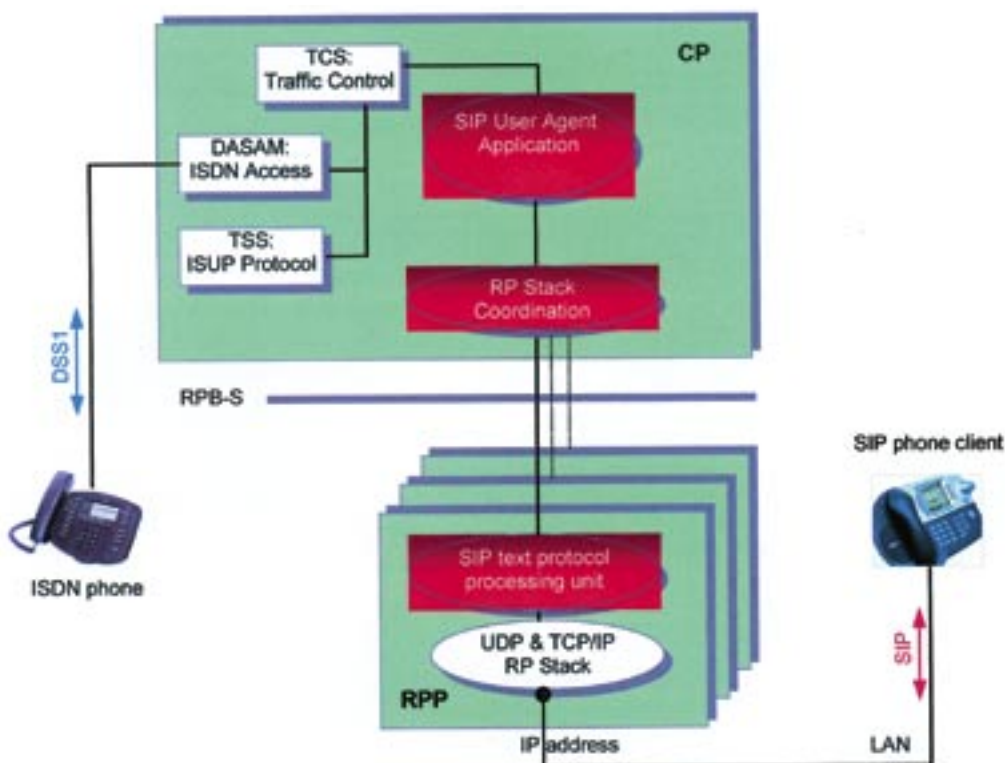 CP
TCS:
Traffic Control
SIP User Agent
Application
DASAM:
ISDN Access
TSS:
ISUP Protocol
RP Stack
Coordination
DSS1
RPB-S
SIP phone client
ISDN phone
SIP text protocol
processing unit
UDP & TCP/IP
RP Stack
SIP
RPP
IP address
LAN